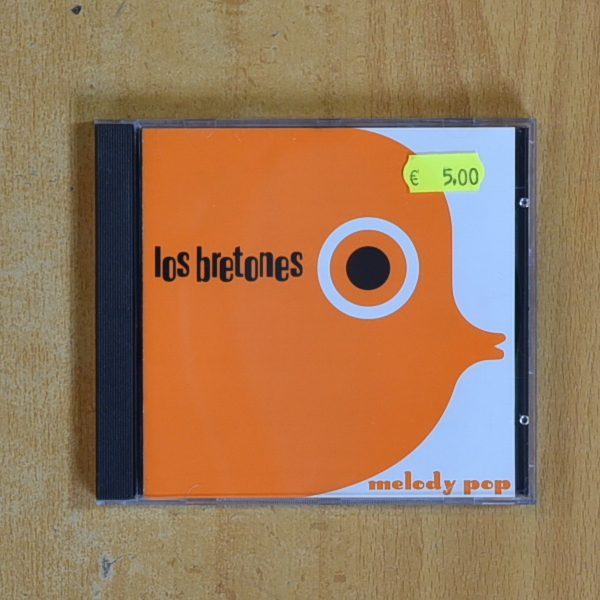 € 5,00
los bretones
melody pop